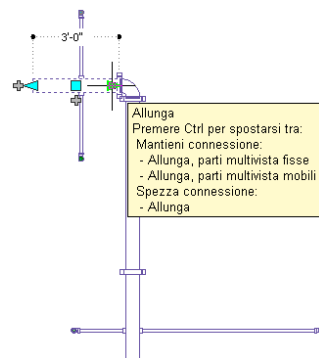 3'-0"
Allunga
Premere Ctrl per spostarsi tra:
Mantieni connessione:
- Allunga, parti multivista fisse
- Allunga, parti multivista mobili
Spezza connessione:
- Allunga